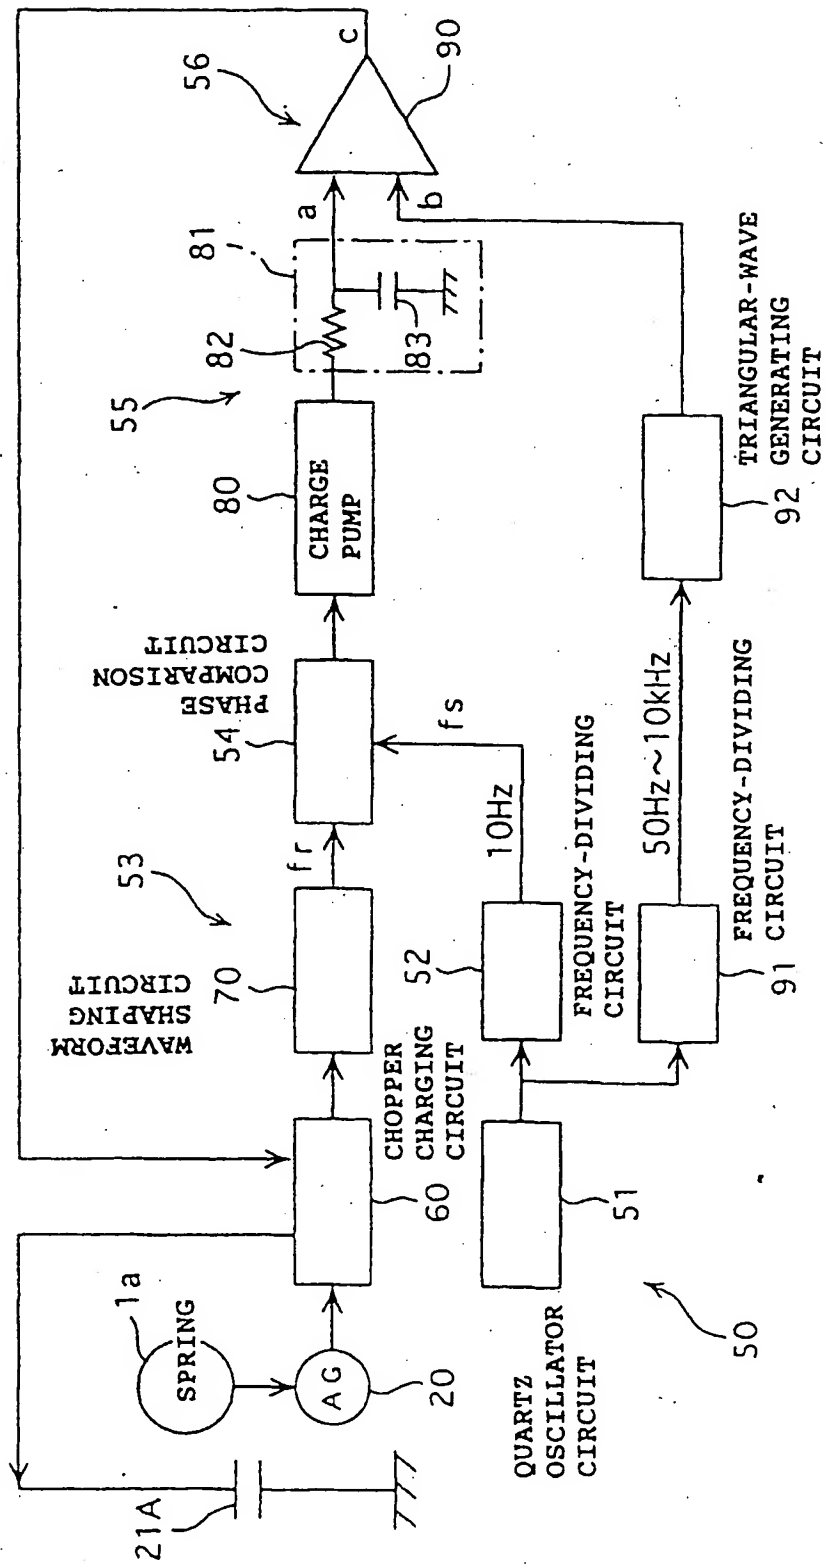 c
56
90
a
b
81
82
83
55
80
CHARGE
PUMP
TRIANGULAR-WAVE
GENERATING
CIRCUIT
92
PHASE
COMPARISON
CIRCUIT
54
fs
fr
53
10Hz
50Hz~10kHz
WAVEFORM
SHAPING
CIRCUIT
70
52
FREQUENCY-DIVIDING
CIRCUIT
FREQUENCY-DIVIDING
CIRCUIT
91
CHOPPER
CHARGING
CIRCUIT
60
51
1a
SPRING
AG
20
QUARTZ
OSCILLATOR
CIRCUIT
50
21A